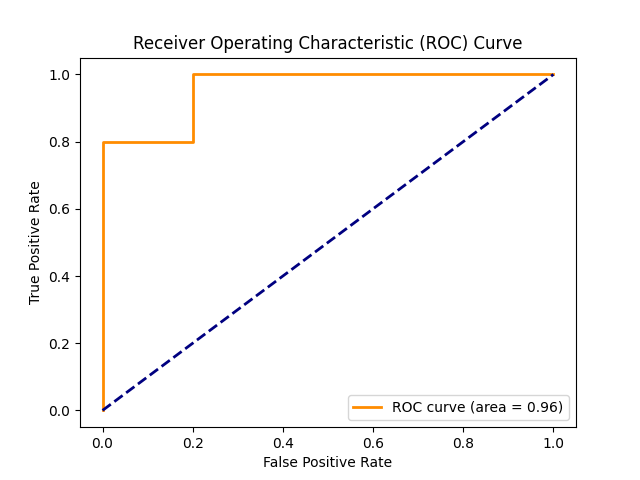 Receiver Operating Characteristic (ROC) Curve
1.0
0.8
0.6
0.4
0.2
0.0
True Positive Rate
ROC curve (area = 0.96)
0.0 0.2 0.4 0.6 0.8 1.0
False Positive Rate